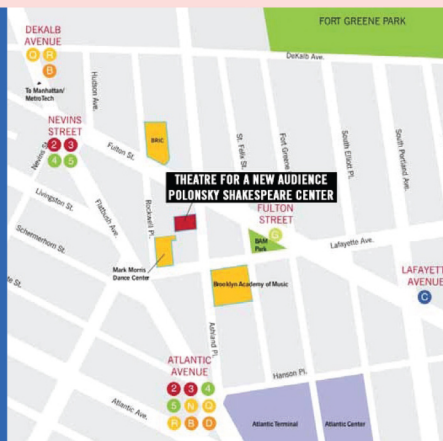 FORT GREENE PARK
DEKALB
AVENUE
Q R
B
To Manhattan/
MetroTech
DeKalb Ave.
Hudson Ave.
NEVINS
STREET
2 3
4 5
Nevins St.
Fulton St.
BRIC
St. Felix St.
Fort Greene
South Elliott Pl.
South Portland Ave.
THEATRE FOR A NEW AUDIENCE
POLONSKY SHAKESPEARE CENTER
Livingston St.
Flatbush Ave.
Rockwell Pl.
FULTON
STREET
G
BAM
Park
Lafayette Ave.
Schermerhorn St.
Mark Morris
Dance Center
Brooklyn Academy of Music
LAFAYETT
AVENUE
C
te St.
Ashland Pl.
ATLANTIC
AVENUE
2 3 4
5 N Q
R B D
Hanson Pl.
Atlantic Ave.
Atlantic Terminal
Atlantic Center